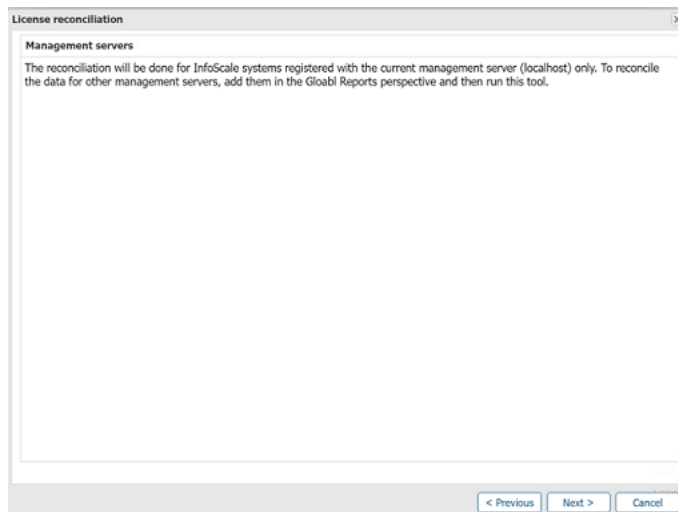 License reconciliation
Management servers
The reconciliation will be done for InfoScale systems registered with the current management server (localhost) only. To reconcile
the data for other management servers, add them in the Gloabl Reports perspective and then run this tool.
< Previous
Next >
Cancel